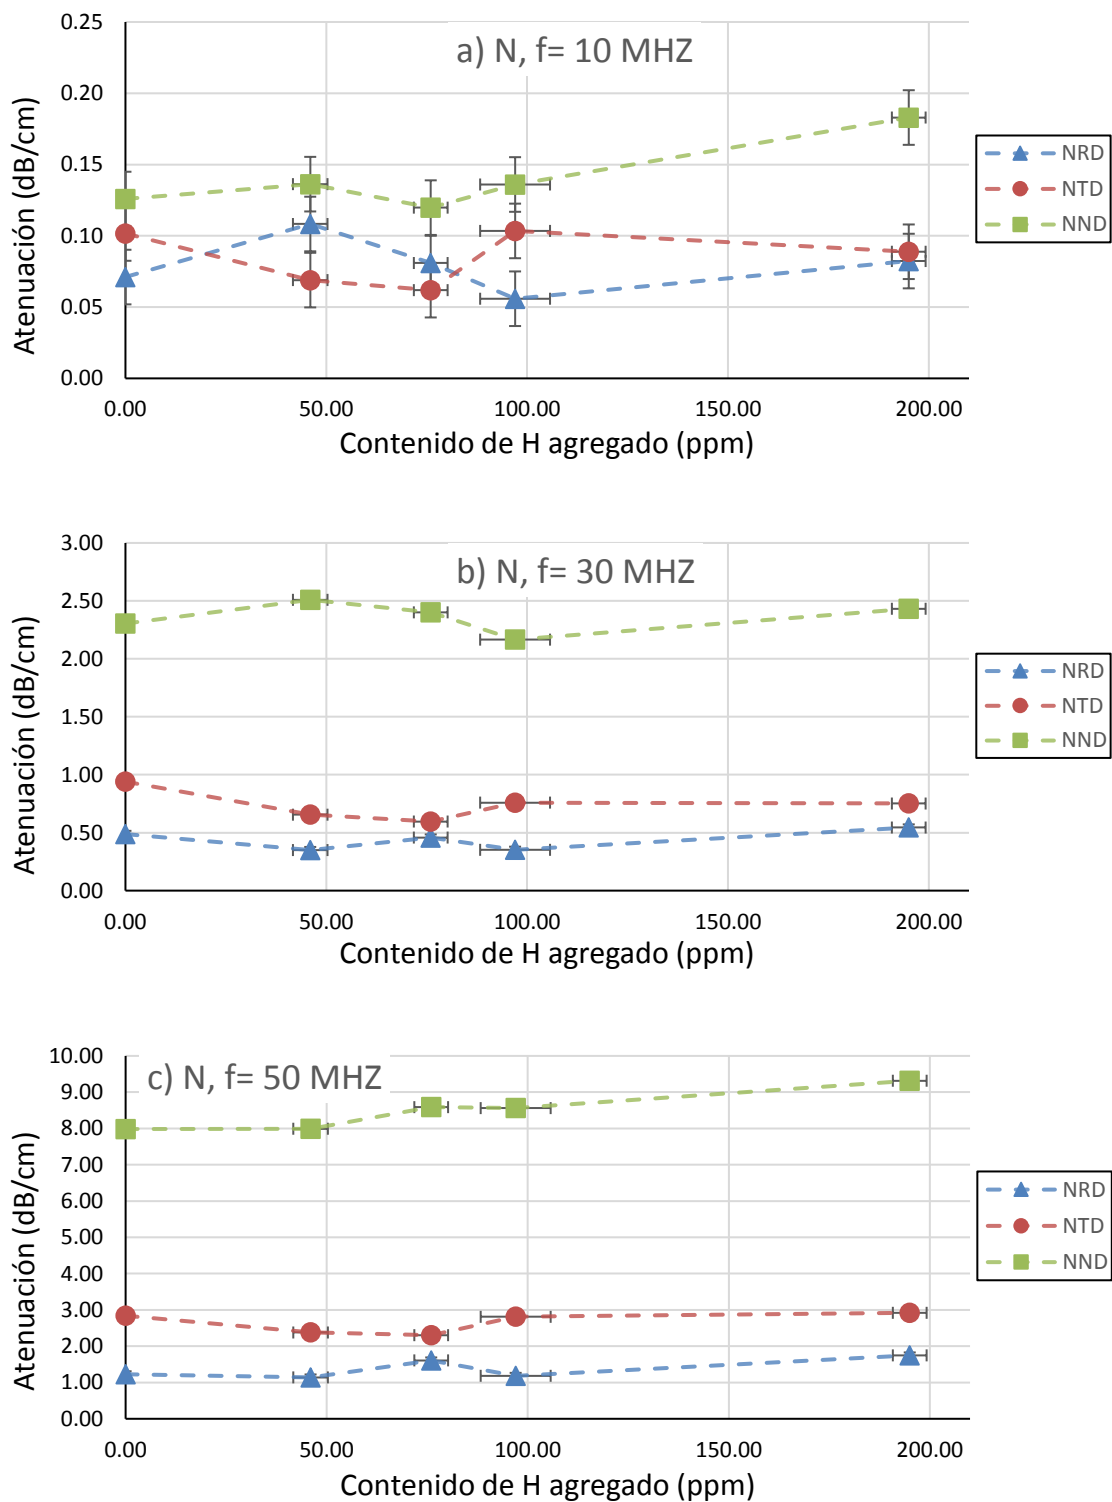 a) N, f= 10 MHZ
Atenuación (dB/cm)
0.25
0.20
0.15
0.10
0.05
0.00
0.00 50.00 100.00 150.00 200.00
Contenido de H agregado (ppm)
NRD
NTD
NND
b) N, f= 30 MHZ
Atenuación (dB/cm)
3.00
2.50
2.00
1.50
1.00
0.50
0.00
0.00 50.00 100.00 150.00 200.00
Contenido de H agregado (ppm)
NRD
NTD
NND
c) N, f= 50 MHZ
Atenuación (dB/cm)
10.00
9.00
8.00
7.00
6.00
5.00
4.00
3.00
2.00
1.00
0.00
0.00 50.00 100.00 150.00 200.00
Contenido de H agregado (ppm)
NRD
NTD
NND